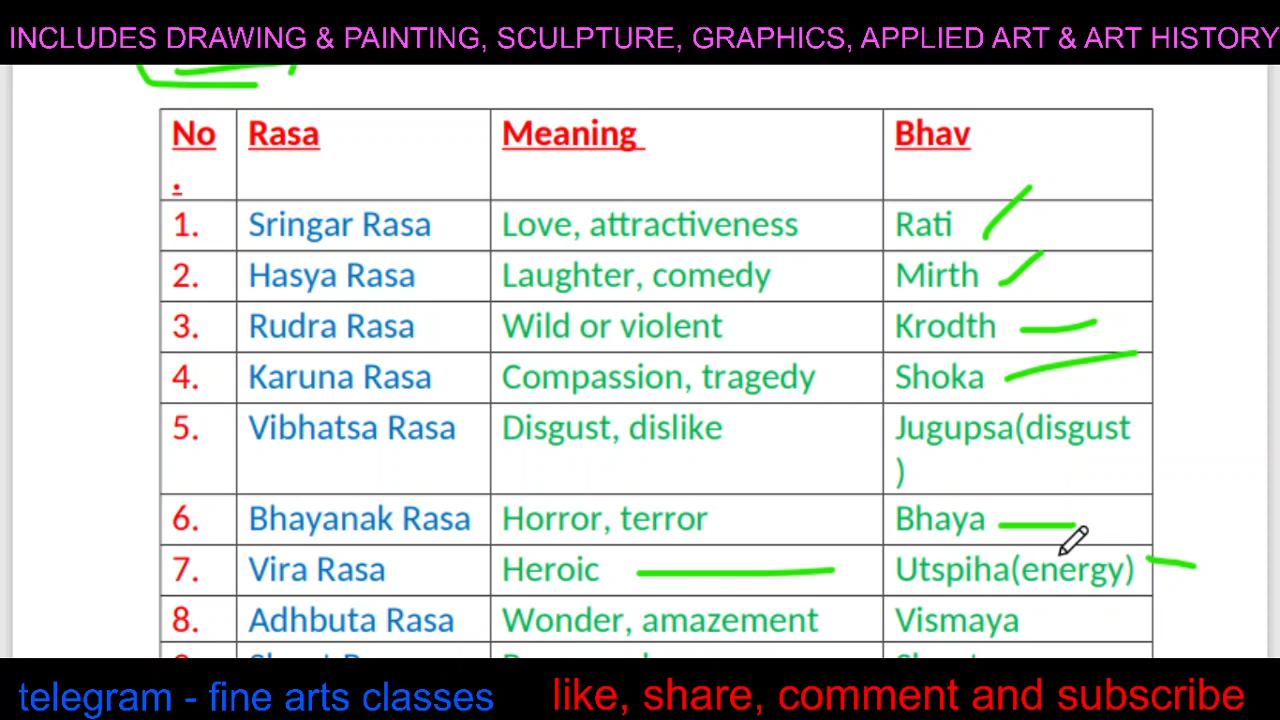 INCLUDES DRAWING & PAINTING, SCULPTURE, GRAPHICS, APPLIED ART & ART HISTORY
No Rasa Meaning Bhav
.
1. Sringar Rasa Love, attractiveness Rati
2. Hasya Rasa Laughter, comedy Mirth
3. Rudra Rasa Wild or violent Krodth
4. Karuna Rasa Compassion, tragedy Shoka
5. Vibhatsa Rasa Disgust, dislike Jugupsa(disgust
)
6. Bhayanak Rasa Horror, terror Bhaya
7. Vira Rasa Heroic Utspiha(energy)
8. Adhbuta Rasa Wonder, amazement Vismaya
telegram - fine arts classes like, share, comment and subscribe